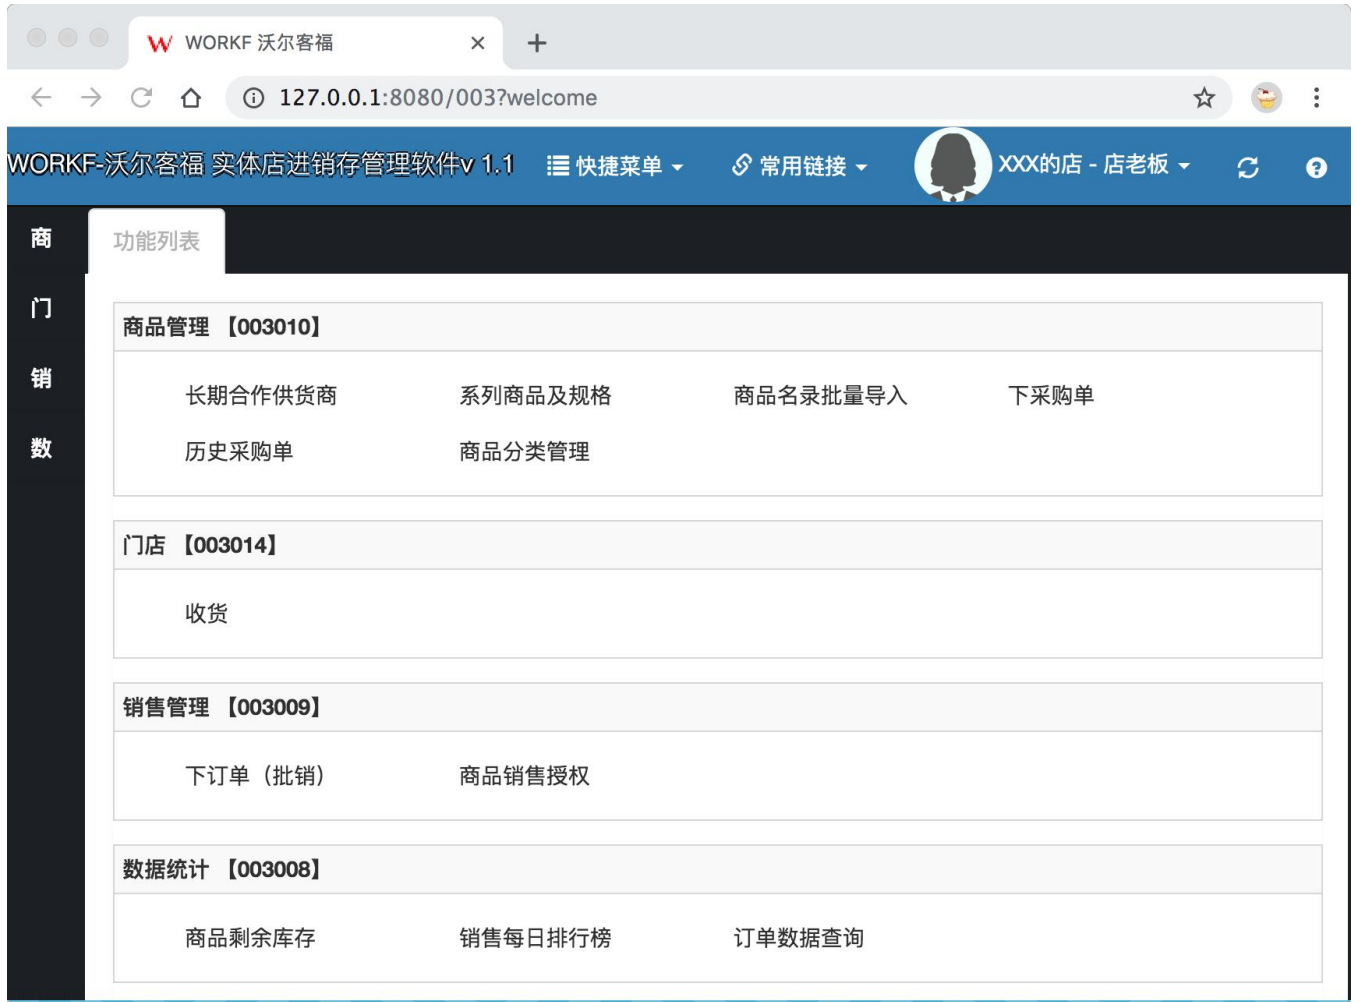 WORKF 沃尔客福
127.0.0.1:8080/003?welcome
WORKF-沃尔客福 实体店进销存管理软件v 1.1 快捷菜单 常用链接 XXX的店 - 店老板
商 功能列表
门
销
数
商品管理 【003010】
长期合作供货商 系列商品及规格 商品名录批量导入 下采购单
历史采购单 商品分类管理
门店 【003014】
收货
销售管理 【003009】
下订单（批销） 商品销售授权
数据统计 【003008】
商品剩余库存 销售每日排行榜 订单数据查询